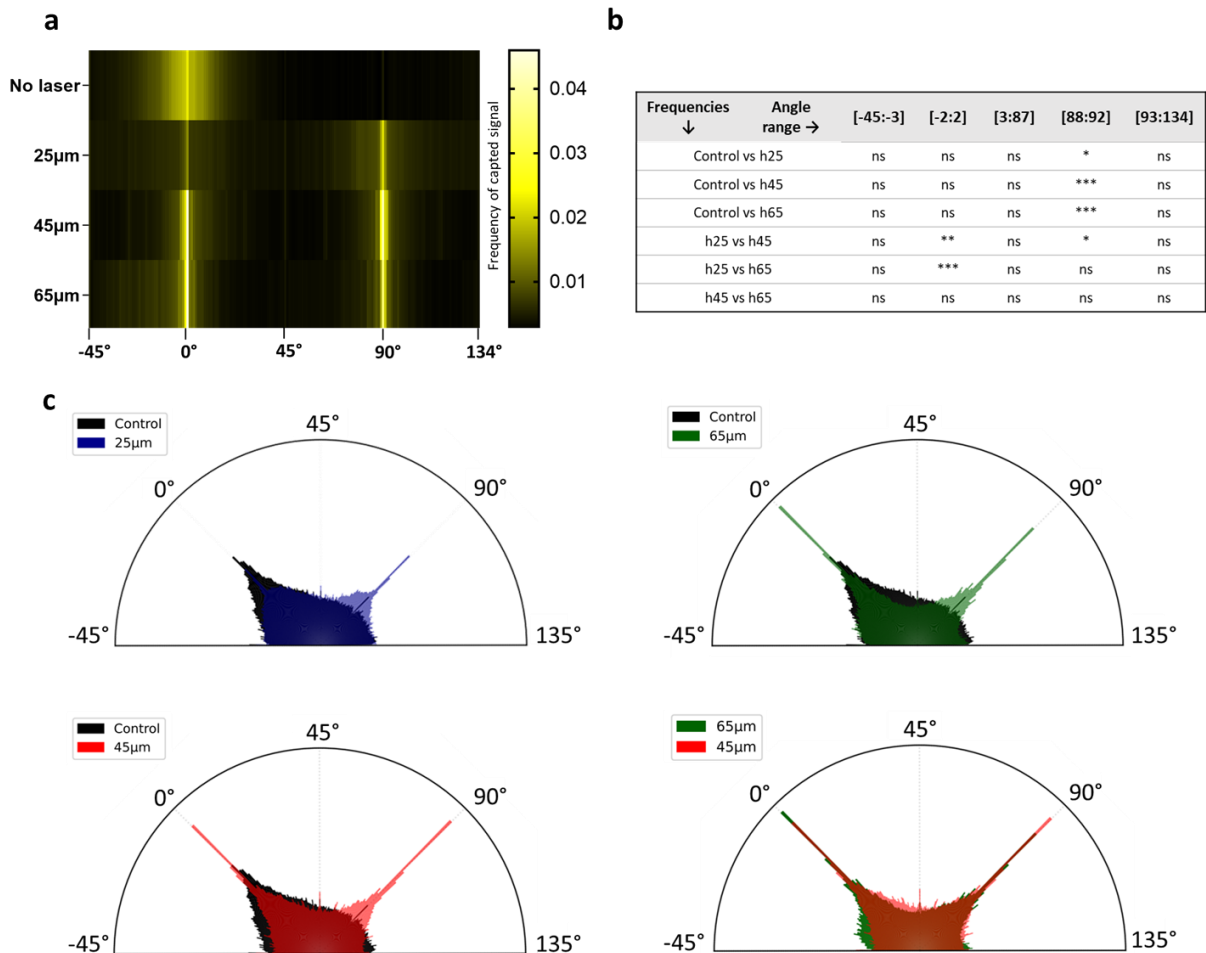 a
No laser
25µm
45µm
65µm
-45° 0° 45° 90° 134°
0.04
0.03
0.02
0.01
Frequency of capted signal
b
Frequencies ↓ Angle range → [-45:-3] [-2:2] [3:87] [88:92] [93:134]
Control vs h25 ns ns ns * ns
Control vs h45 ns ns ns *** ns
Control vs h65 ns ns ns *** ns
h25 vs h45 ns ** ns * ns
h25 vs h65 ns *** ns ns ns
h45 vs h65 ns ns ns ns ns
c
Control
25µm
45°
0° 90°
-45° 135°
Control
65µm
45°
0° 90°
-45° 135°
Control
45µm
45°
0° 90°
-45° 135°
65µm
45µm
45°
0° 90°
-45° 135°